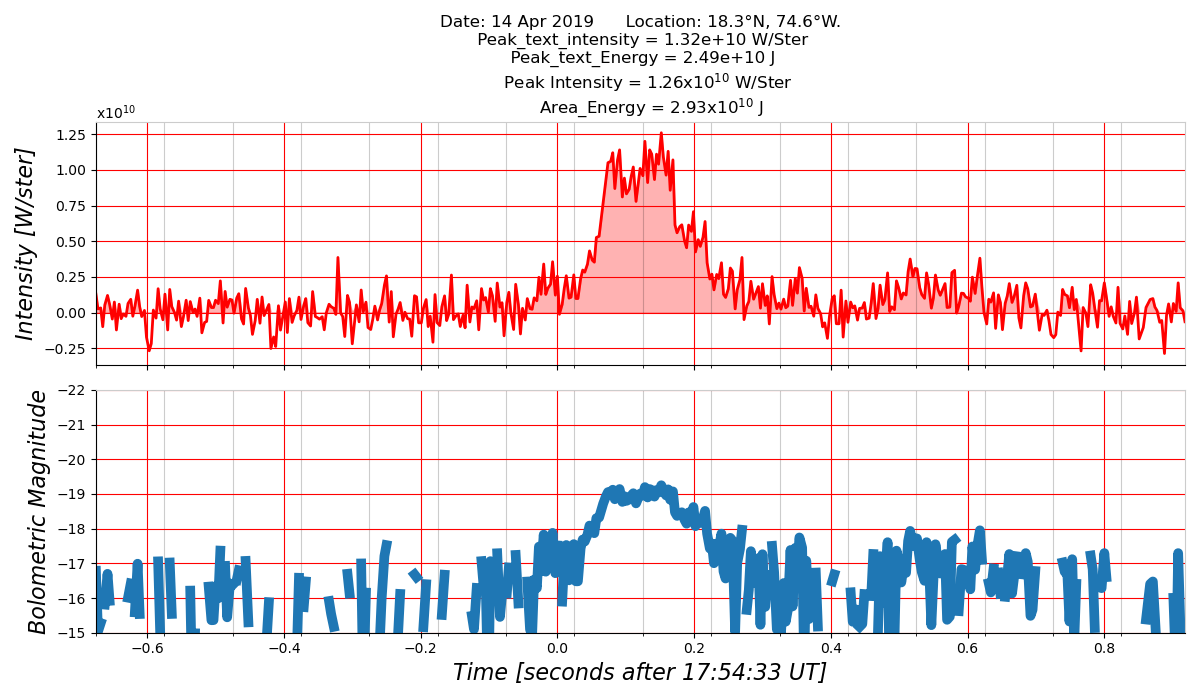 Date: 14 Apr 2019 Location: 18.3°N, 74.6°W.
Peak_text_intensity = 1.32e+10 W/Ster
Peak_text_Energy = 2.49e+10 J
Peak Intensity = 1.26x10¹⁰ W/Ster
Area_Energy = 2.93x10¹⁰ J
x10¹⁰
Intensity [W/ster]
1.25
1.00
0.75
0.50
0.25
0.00
−0.25
Bolometric Magnitude
−22
−21
−20
−19
−18
−17
−16
−15
−0.6 −0.4 −0.2 0.0 0.2 0.4 0.6 0.8
Time [seconds after 17:54:33 UT]